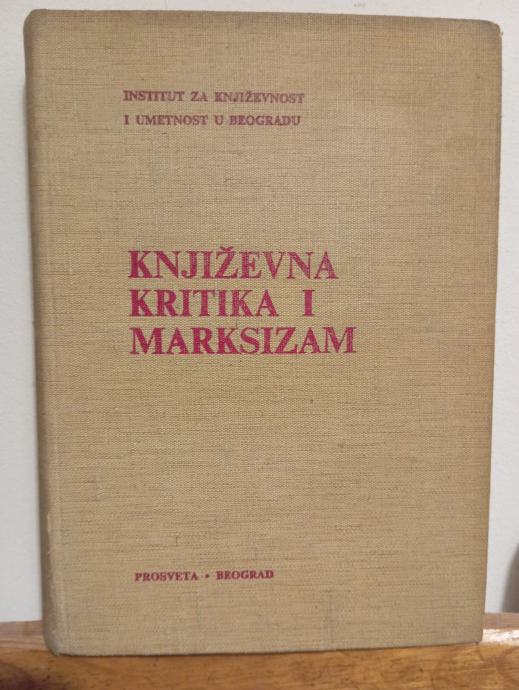 INSTITUT ZA KNJIŽEVNOST
I UMETNOST U BEOGRADU
KNJIŽEVNA
KRITIKA I
MARKSIZAM
PROSVETA • BEOGRAD